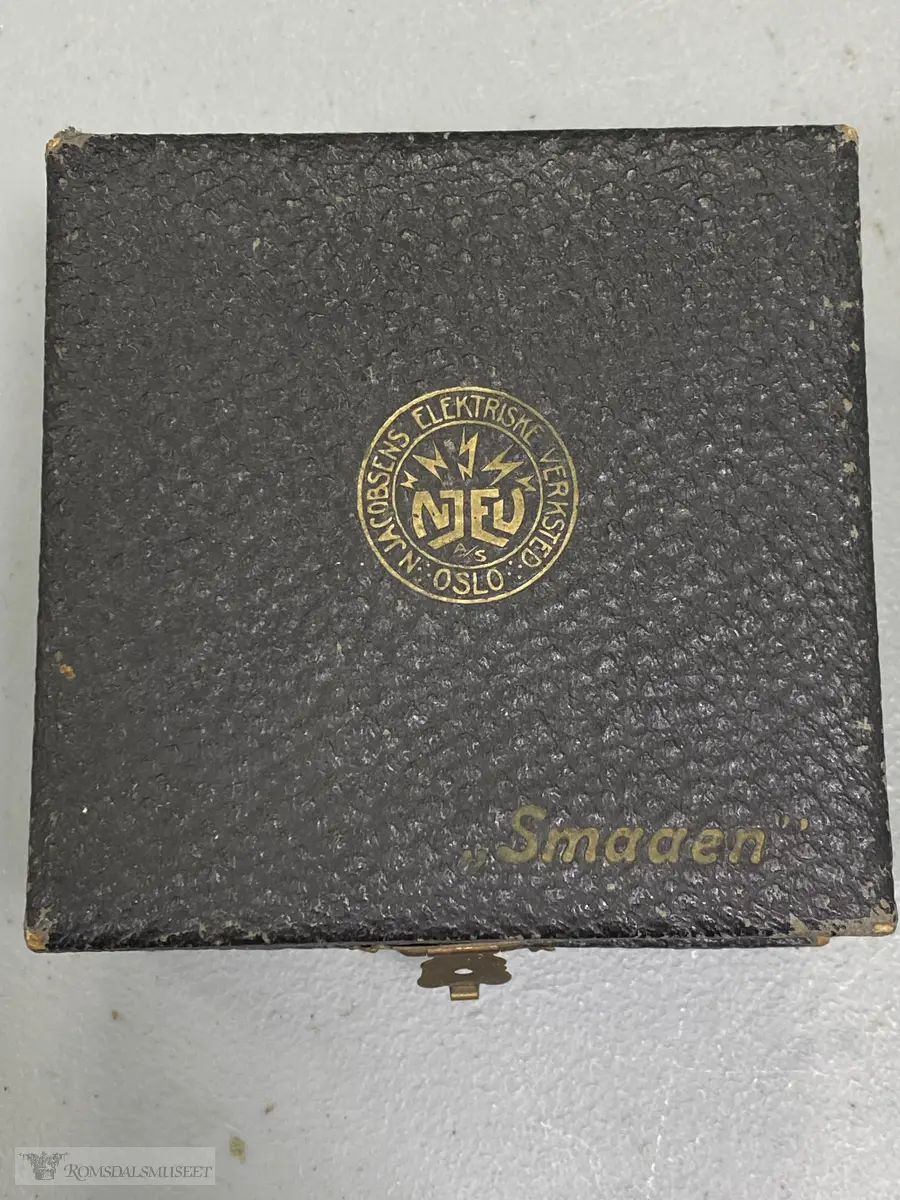 N. JACOBSENS ELEKTRISKE VERKSTED.
NJEV
A/S
OSLO
„Smaaen"
ROMSDALSMUSEET